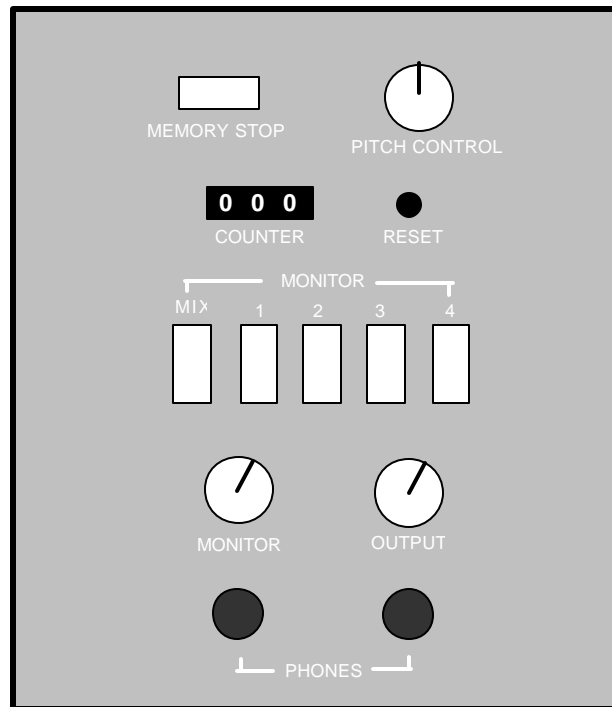 MEMORY STOP
PITCH CONTROL
0 0 0
COUNTER
RESET
MONITOR
MIX 1 2 3 4
MONITOR
OUTPUT
PHONES